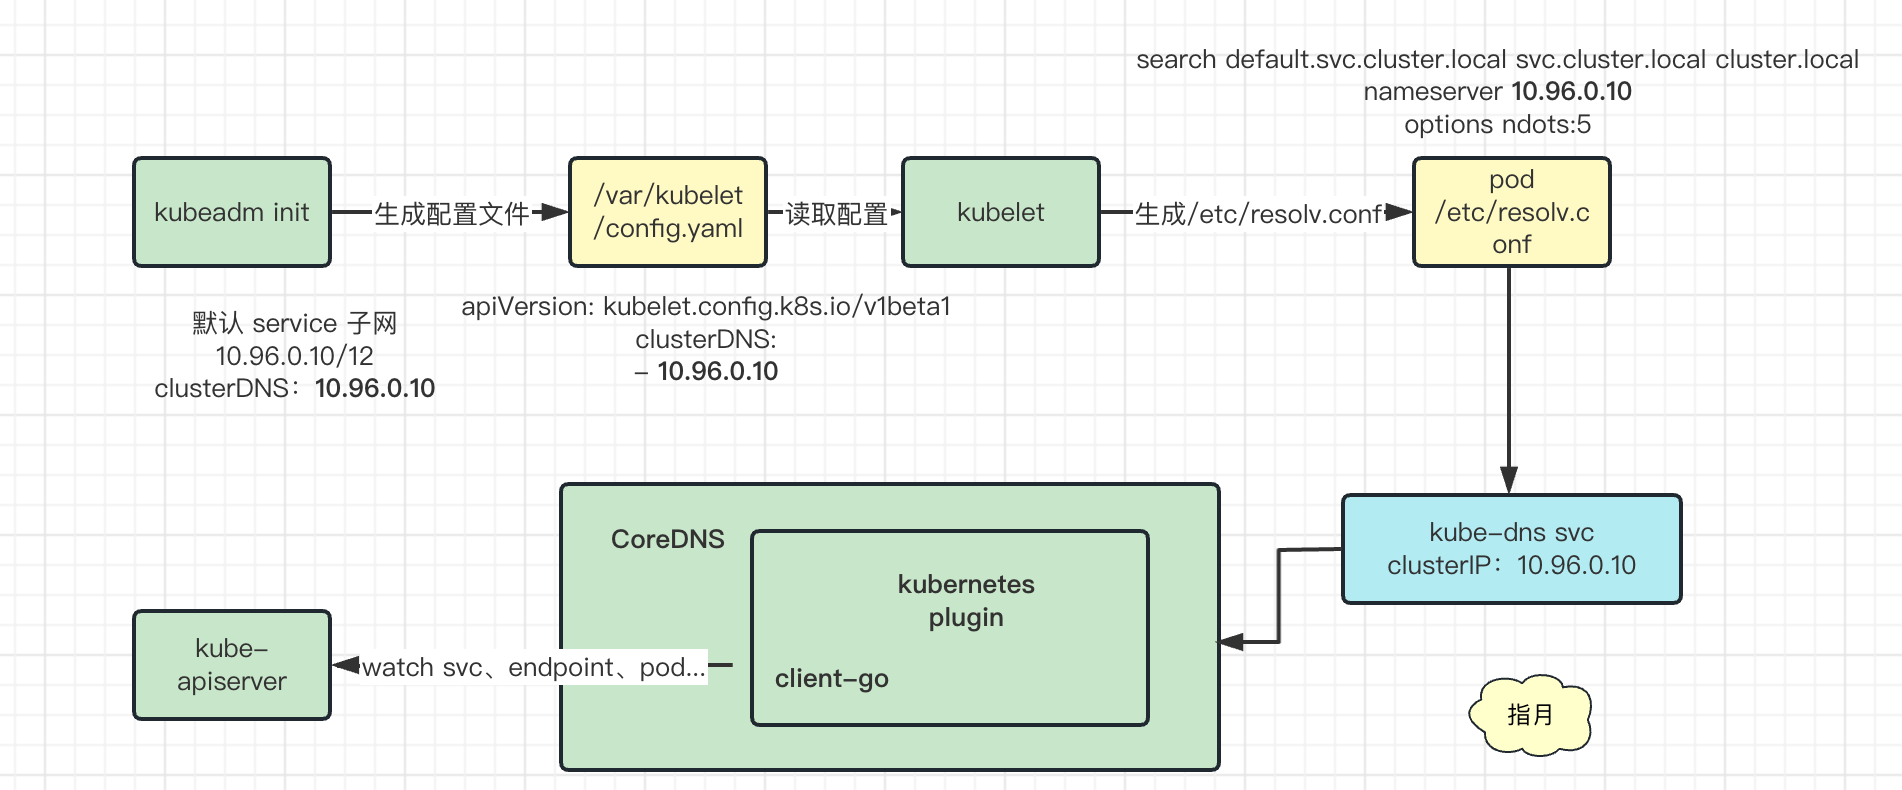 search default.svc.cluster.local svc.cluster.local cluster.local
nameserver 10.96.0.10
options ndots:5
kubeadm init
生成配置文件
/var/kubelet
/config.yaml
读取配置
kubelet
生成/etc/resolv.conf
pod
/etc/resolv.c
onf
默认 service 子网
10.96.0.10/12
clusterDNS：10.96.0.10
apiVersion: kubelet.config.k8s.io/v1beta1
clusterDNS:
- 10.96.0.10
kube-dns svc
clusterIP：10.96.0.10
CoreDNS
kubernetes
plugin
client-go
watch svc、endpoint、pod...
kube-
apiserver
指月